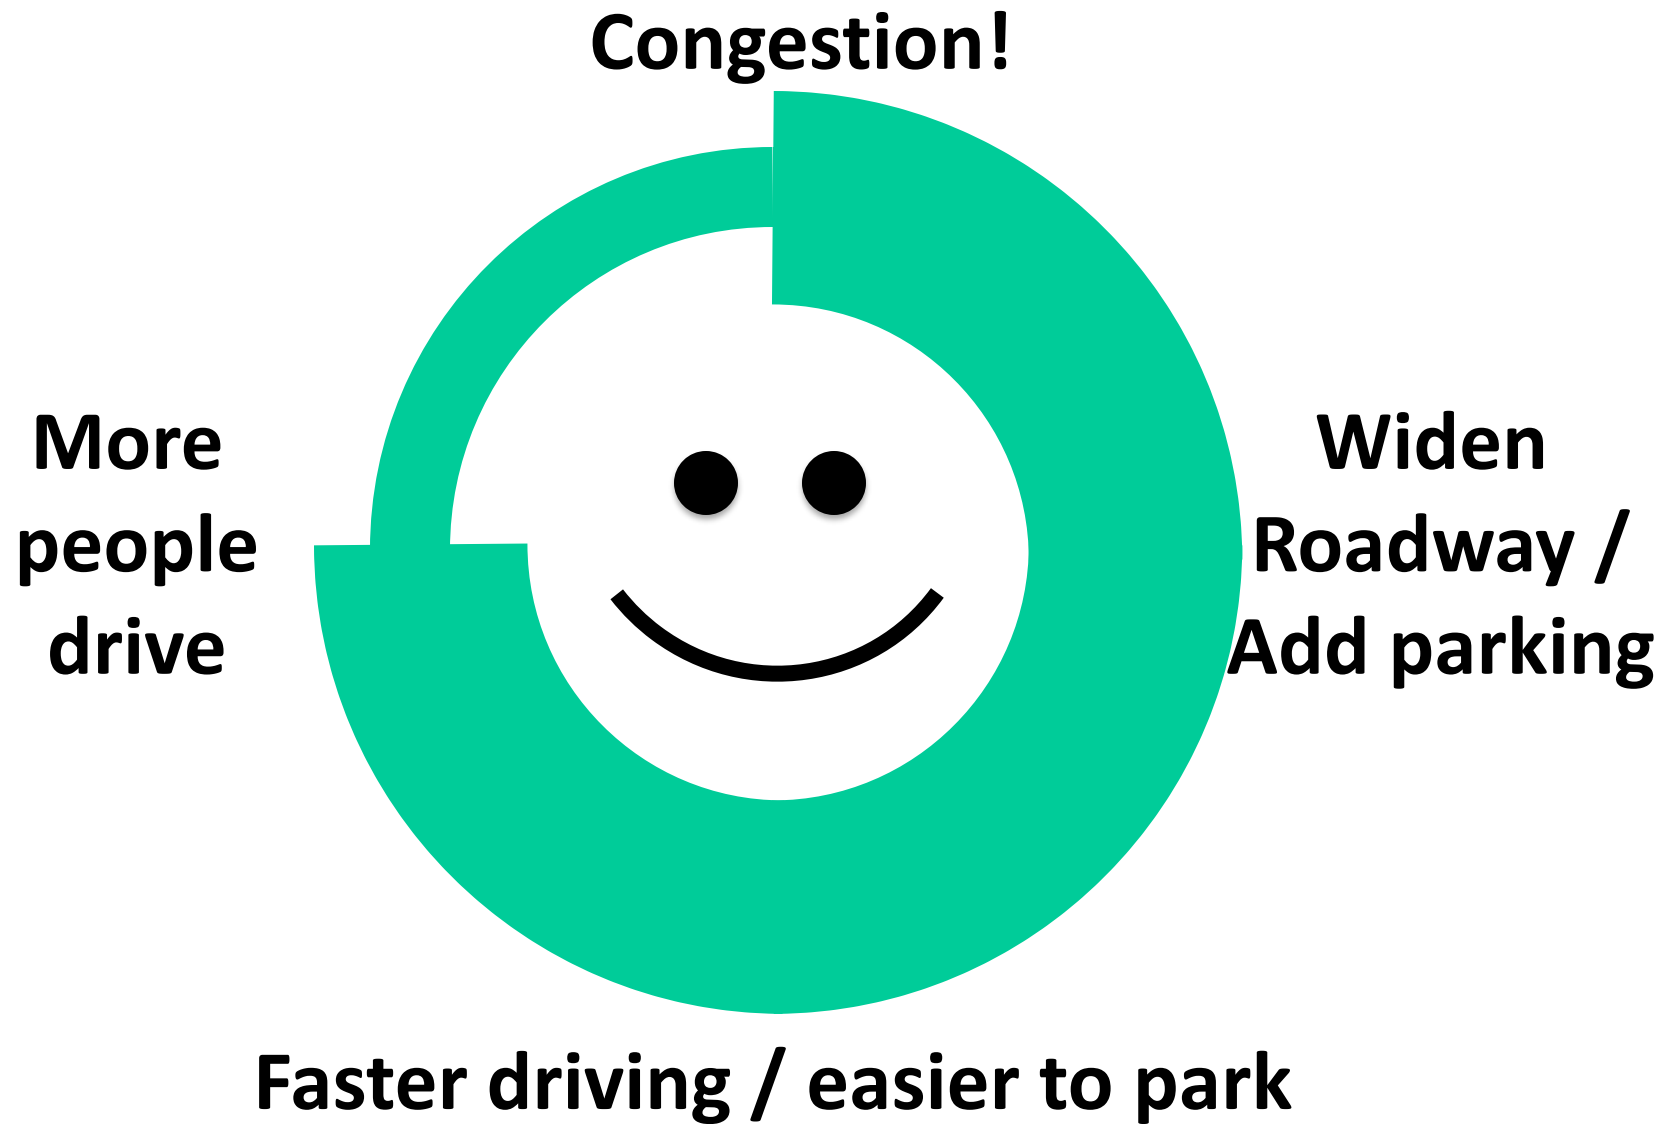 Congestion!
More
people
drive
Widen
Roadway /
Add parking
Faster driving / easier to park